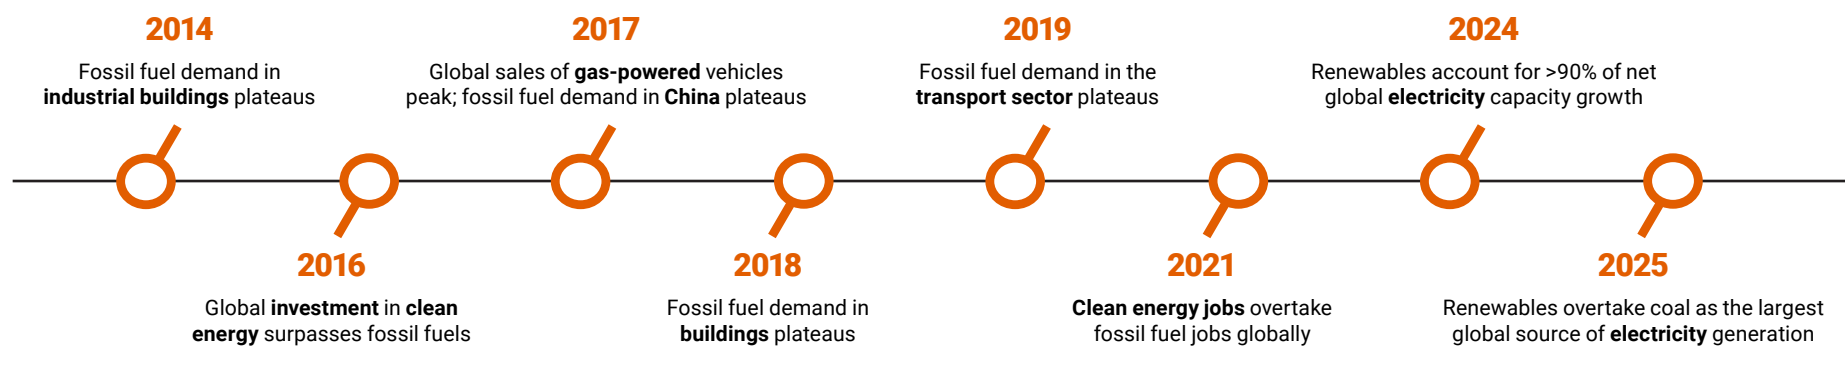 2014
Fossil fuel demand in
industrial buildings plateaus
2016
Global investment in clean
energy surpasses fossil fuels
2017
Global sales of gas-powered vehicles
peak; fossil fuel demand in China plateaus
2018
Fossil fuel demand in
buildings plateaus
2019
Fossil fuel demand in the
transport sector plateaus
2021
Clean energy jobs overtake
fossil fuel jobs globally
2024
Renewables account for >90% of net
global electricity capacity growth
2025
Renewables overtake coal as the largest
global source of electricity generation